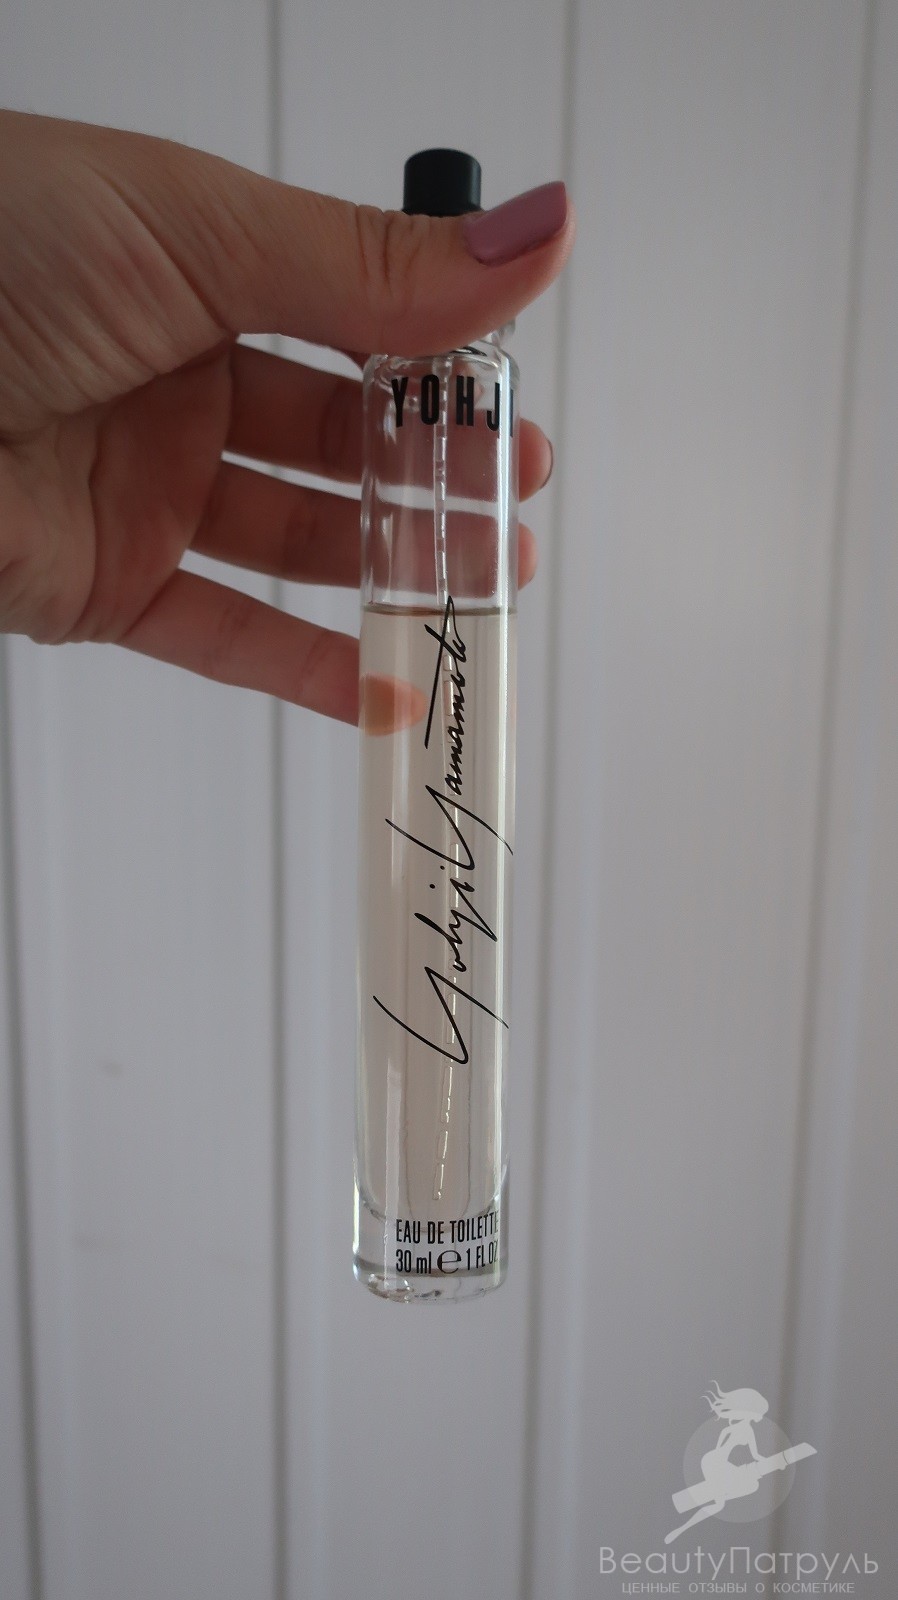 YOHJI
Yohji Yamamoto
EAU DE TOILETTE
30 ml e 1 FL OZ
BeautyПатруль
ЦЕННЫЕ ОТЗЫВЫ О КОСМЕТИКЕ